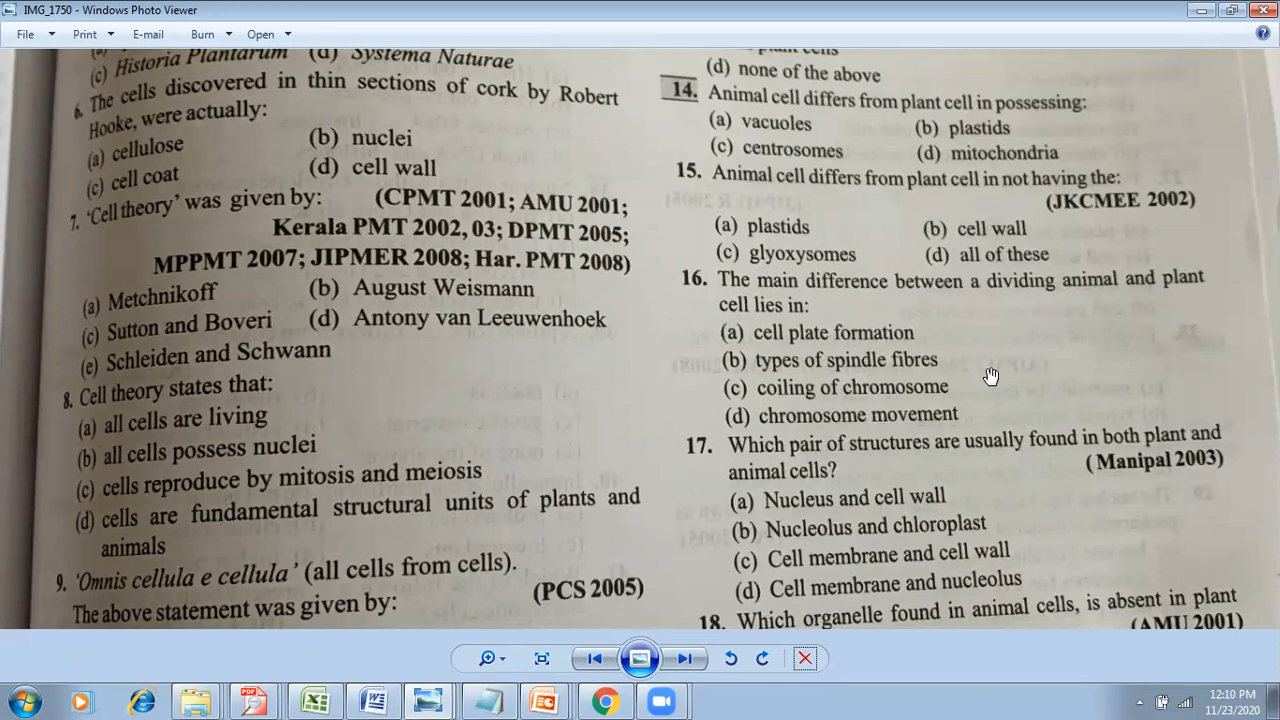 IMG_1750 - Windows Photo Viewer
File Print E-mail Burn Open
(c) Historia Plantarum (d) Systema Naturae
6. The cells discovered in thin sections of cork by Robert
Hooke, were actually:
(a) cellulose (b) nuclei
(c) cell coat (d) cell wall
7. 'Cell theory' was given by: (CPMT 2001; AMU 2001;
Kerala PMT 2002, 03; DPMT 2005;
MPPMT 2007; JIPMER 2008; Har. PMT 2008)
(a) Metchnikoff (b) August Weismann
(c) Sutton and Boveri (d) Antony van Leeuwenhoek
(e) Schleiden and Schwann
8. Cell theory states that:
(a) all cells are living
(b) all cells possess nuclei
(c) cells reproduce by mitosis and meiosis
(d) cells are fundamental structural units of plants and
animals
9. 'Omnis cellula e cellula' (all cells from cells).
(PCS 2005)
The above statement was given by:
plant cells
(d) none of the above
14. Animal cell differs from plant cell in possessing:
(a) vacuoles (b) plastids
(c) centrosomes (d) mitochondria
15. Animal cell differs from plant cell in not having the:
(JKCMEE 2002)
(a) plastids (b) cell wall
(c) glyoxysomes (d) all of these
16. The main difference between a dividing animal and plant
cell lies in:
(a) cell plate formation
(b) types of spindle fibres
(c) coiling of chromosome
(d) chromosome movement
17. Which pair of structures are usually found in both plant and
animal cells? (Manipal 2003)
(a) Nucleus and cell wall
(b) Nucleolus and chloroplast
(c) Cell membrane and cell wall
(d) Cell membrane and nucleolus
18. Which organelle found in animal cells, is absent in plant
(AMU 2001)
12:10 PM
11/23/2020